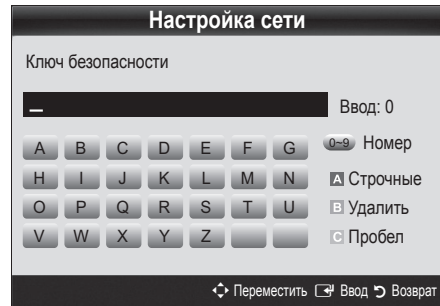 Настройка сети
Ключ безопасности
_ Ввод: 0
A B C D E F G 0~9 Номер
H I J K L M N A Строчные
O P Q R S T U B Удалить
V W X Y Z C Пробел
Переместить Ввод Возврат